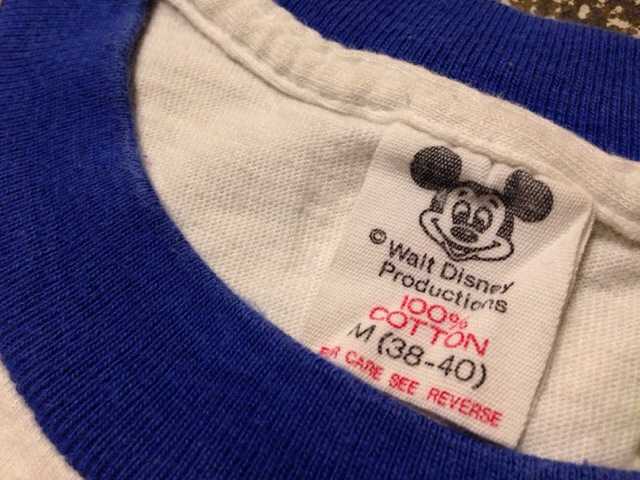 © Walt Disney
Productions
100%
COTTON
M (38-40)
CARE SEE REVERSE